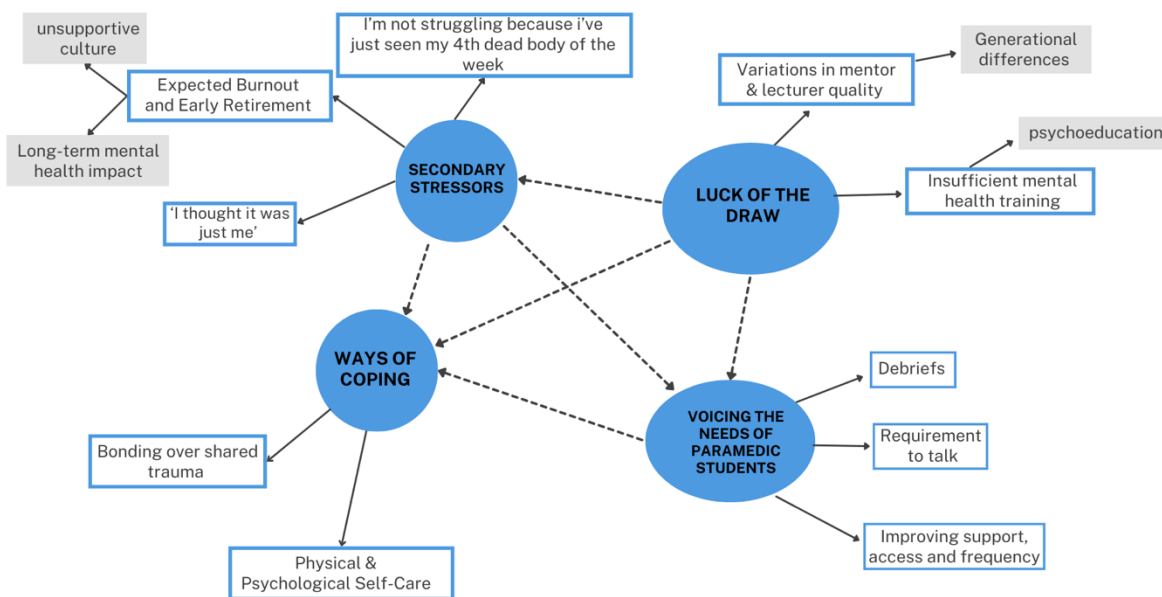 unsupportive
culture
I'm not struggling because i've
just seen my 4th dead body of the
week
Generational
differences
Expected Burnout
and Early Retirement
Variations in mentor
& lecturer quality
Long-term mental
health impact
psychoeducation
SECONDARY
STRESSORS
LUCK OF THE
DRAW
Insufficient mental
health training
'I thought it was
just me'
WAYS OF
COPING
Debriefs
VOICING THE
NEEDS OF
PARAMEDIC
STUDENTS
Requirement
to talk
Bonding over shared
trauma
Improving support,
access and frequency
Physical &
Psychological Self-Care